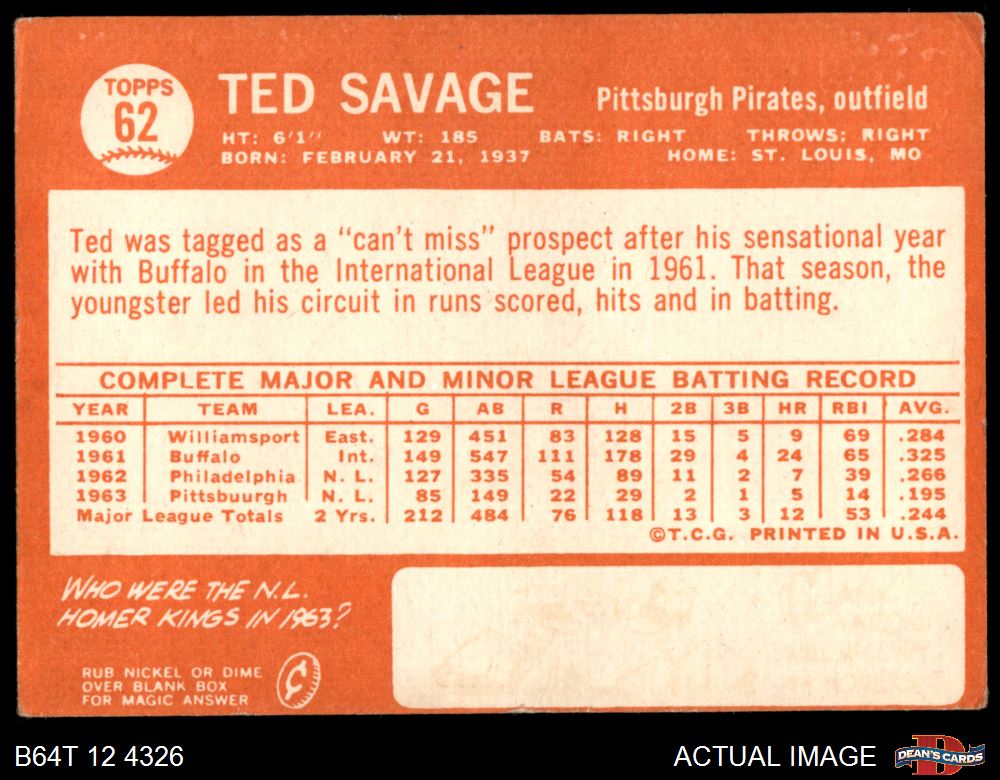 TOPPS
62
TED SAVAGE
Pittsburgh Pirates, outfield
HT: 6'1" WT: 185 BATS: RIGHT THROWS: RIGHT
BORN: FEBRUARY 21, 1937 HOME: ST. LOUIS, MO
Ted was tagged as a "can't miss" prospect after his sensational year
with Buffalo in the International League in 1961. That season, the
youngster led his circuit in runs scored, hits and in batting.
COMPLETE MAJOR AND MINOR LEAGUE BATTING RECORD
YEAR TEAM LEA. G AB R H 2B 3B HR RBI AVG.
1960 Williamsport East. 129 451 83 128 15 5 9 69 .284
1961 Buffalo Int. 149 547 111 178 29 4 24 65 .325
1962 Philadelphia N. L. 127 335 54 89 11 2 7 39 .266
1963 Pittsbuurgh N. L. 85 149 22 29 2 1 5 14 .195
Major League Totals 2 Yrs. 212 484 76 118 13 3 12 53 .244
©T.C.G. PRINTED IN U.S.A.
WHO WERE THE N.L.
HOMER KINGS IN 1963?
RUB NICKEL OR DIME
OVER BLANK BOX
FOR MAGIC ANSWER
¢
B64T 12 4326
ACTUAL IMAGE
D
DEAN'S CARDS